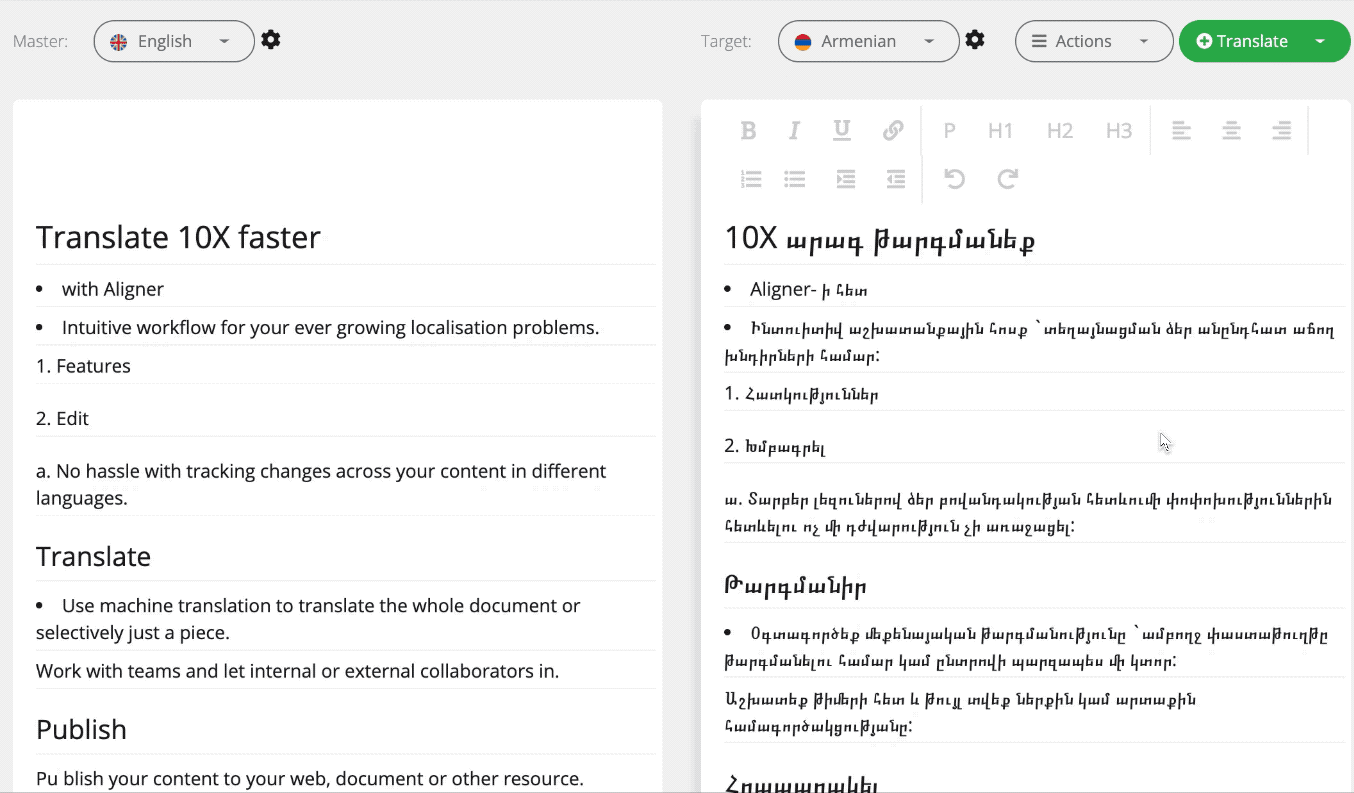 Master:
English
Target:
Armenian
Actions
Translate
B I U P H1 H2 H3
Translate 10X faster
• with Aligner
• Intuitive workflow for your ever growing localisation problems.
1. Features
2. Edit
a. No hassle with tracking changes across your content in different
languages.
Translate
• Use machine translation to translate the whole document or
selectively just a piece.
Work with teams and let internal or external collaborators in.
Publish
Pu blish your content to your web, document or other resource.
10X արագ թարգմանեք
• Aligner- ի հետ
• Ինտուիտիվ աշխատանքային հոսք `տեղայնացման ձեր անընդհատ աճող
խնդիրների համար:
1. Հատկություններ
2. Խմբագրել
ա. Տարբեր լեզուներով ձեր բովանդակության հետևումի փոփոխություններին
հետևելու ոչ մի դժվարություն չի առաջացել:
Թարգմանիր
• Օգտագործեք մեքենայական թարգմանությունը `ամբողջ փաստաթուղթը
թարգմանելու համար կամ ընտրովի պարզապես մի կտոր:
Աշխատեք թիմերի հետ և թույլ տվեք ներքին կամ արտաքին
համագործակցությանը:
Հրապարակել